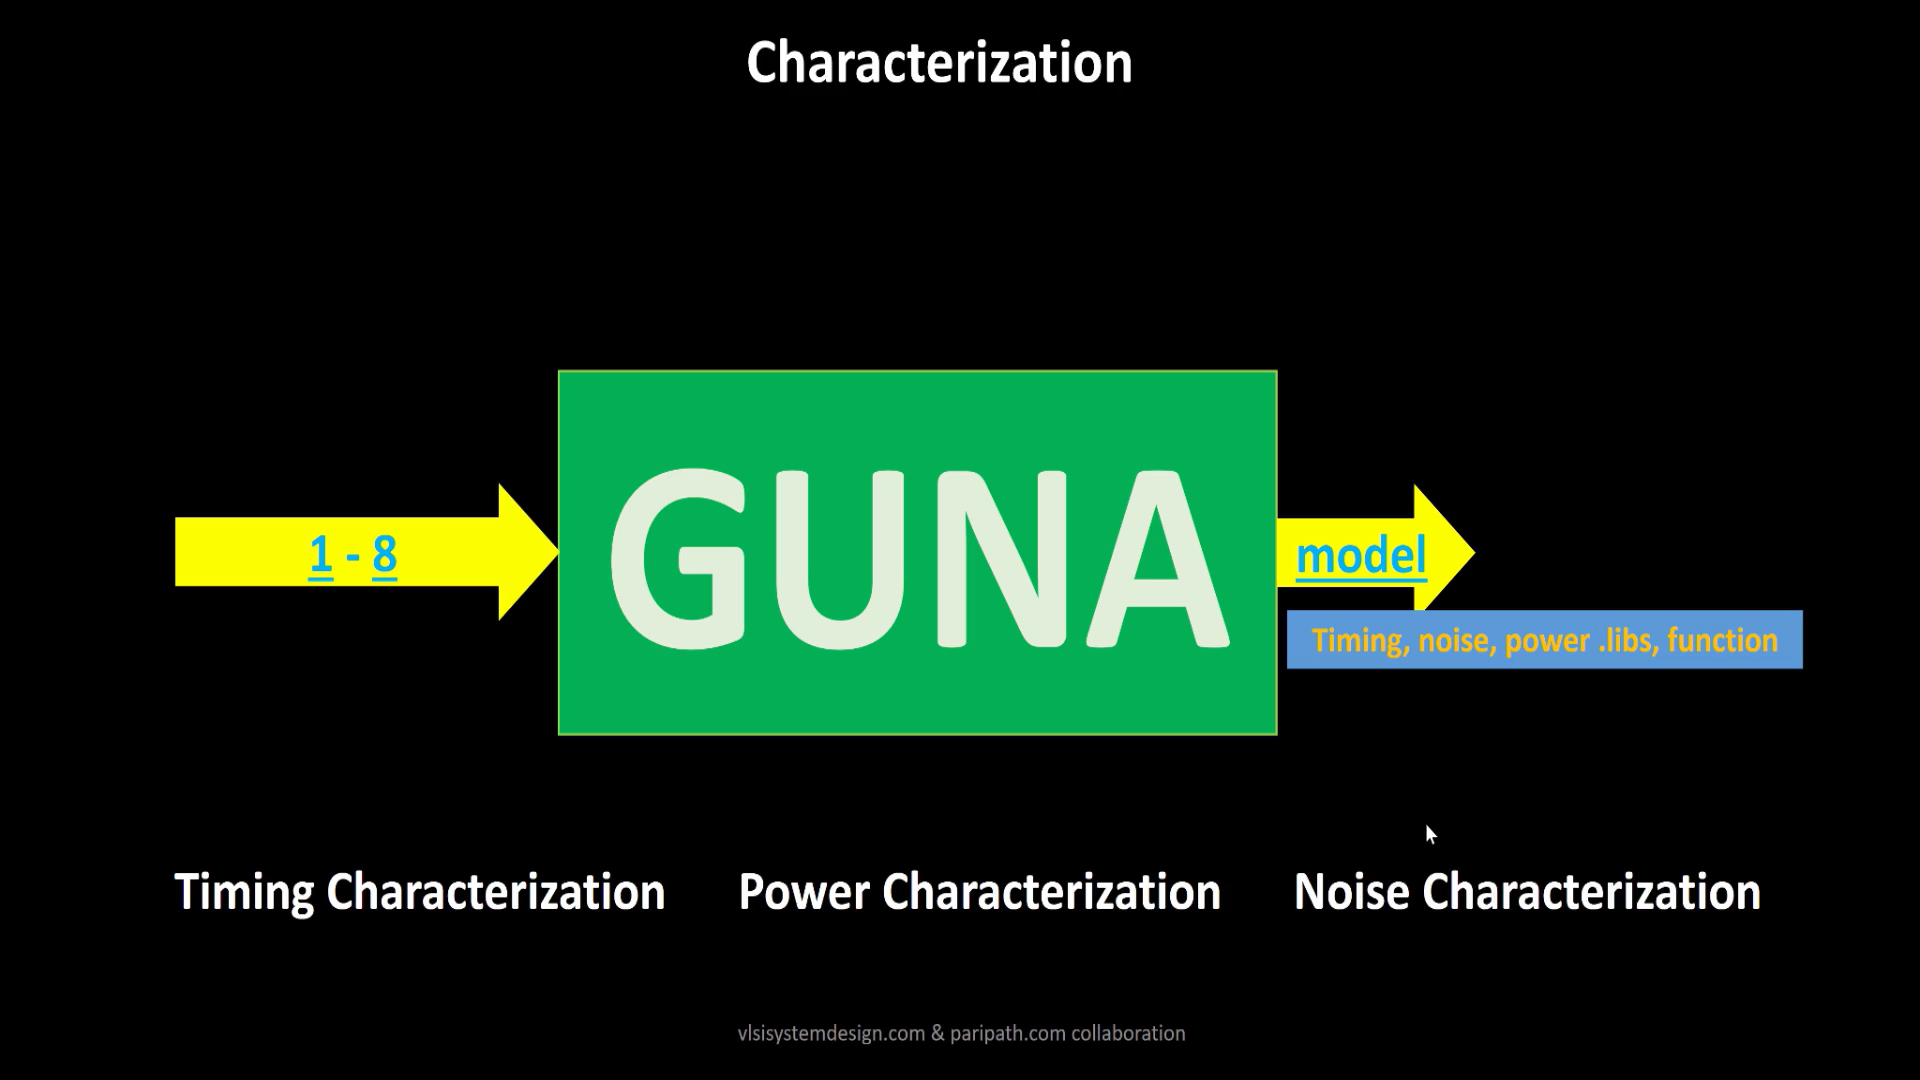 Characterization
1 - 8
GUNA
model
Timing, noise, power .libs, function
Timing Characterization
Power Characterization
Noise Characterization
vlsisystemdesign.com & paripath.com collaboration